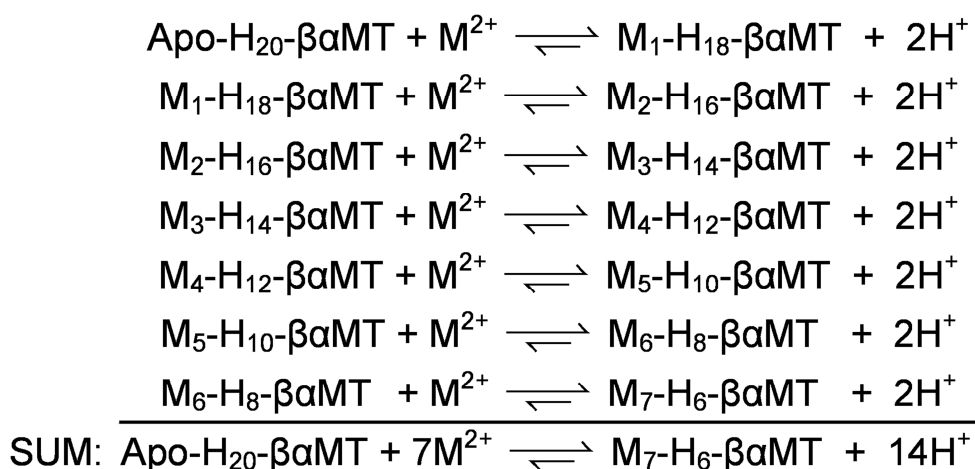 Apo-H₂₀-βαMT + M²⁺ ⇌ M₁-H₁₈-βαMT + 2H⁺
M₁-H₁₈-βαMT + M²⁺ ⇌ M₂-H₁₆-βαMT + 2H⁺
M₂-H₁₆-βαMT + M²⁺ ⇌ M₃-H₁₄-βαMT + 2H⁺
M₃-H₁₄-βαMT + M²⁺ ⇌ M₄-H₁₂-βαMT + 2H⁺
M₄-H₁₂-βαMT + M²⁺ ⇌ M₅-H₁₀-βαMT + 2H⁺
M₅-H₁₀-βαMT + M²⁺ ⇌ M₆-H₈-βαMT + 2H⁺
M₆-H₈-βαMT + M²⁺ ⇌ M₇-H₆-βαMT + 2H⁺
SUM: Apo-H₂₀-βαMT + 7M²⁺ ⇌ M₇-H₆-βαMT + 14H⁺